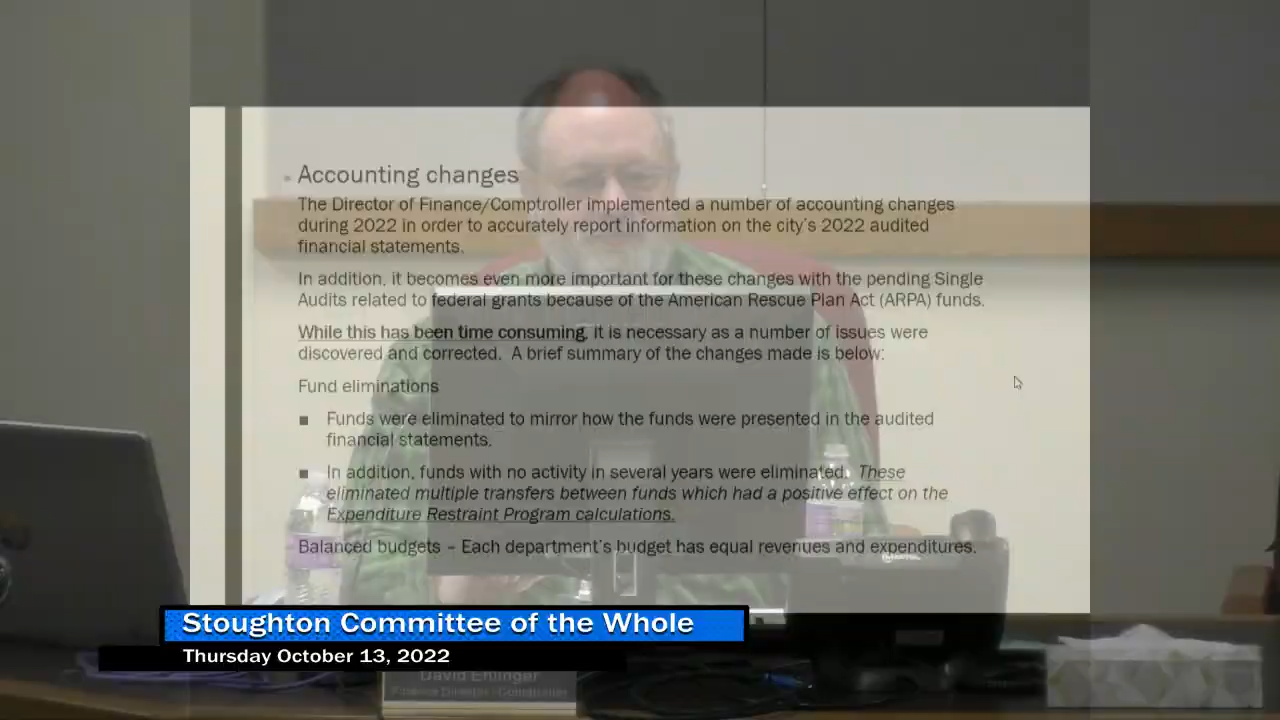 Accounting changes
The Director of Finance/Comptroller implemented a number of accounting changes
during 2022 in order to accurately report information on the city's 2022 audited
financial statements.
In addition, it becomes even more important for these changes with the pending Single
Audits related to federal grants because of the American Rescue Plan Act (ARPA) funds.
While this has been time consuming, it is necessary as a number of issues were
discovered and corrected. A brief summary of the changes made is below:
Fund eliminations
■ Funds were eliminated to mirror how the funds were presented in the audited
financial statements.
■ In addition, funds with no activity in several years were eliminated. These
eliminated multiple transfers between funds which had a positive effect on the
Expenditure Restraint Program calculations.
Balanced budgets – Each department's budget has equal revenues and expenditures.
Stoughton Committee of the Whole
Thursday October 13, 2022
David Ehlinger
Finance Director - Comptroller